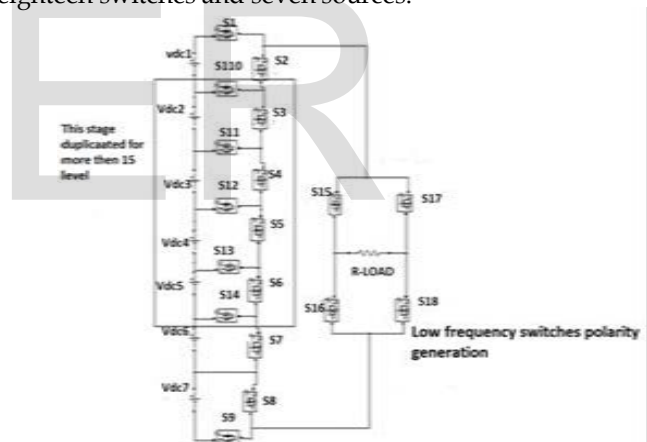 eighteen switches and seven sources.
ER
S1
vdc1
S2
S110
Vdc2
S3
This stage
duplicaated for
more then 15
level
S11
S4
Vdc3
S12
S15
S17
S5
Vdc4
S13
R-LOAD
Vdc5
S6
S14
S16
S18
Low frequency switches polarity
generation
Vdc6
S7
Vdc7
S8
S9